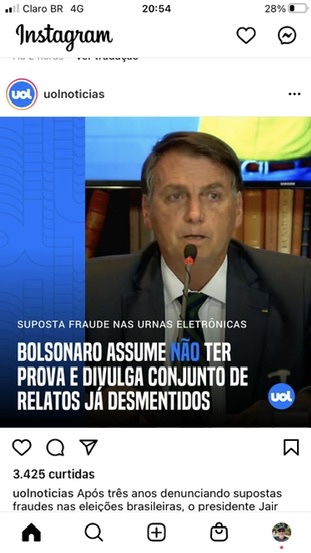 Claro BR 4G 20:54 28%
Instagram
Ver tradução
uol uolnoticias
SUPOSTA FRAUDE NAS URNAS ELETRÔNICAS
BOLSONARO ASSUME NÃO TER
PROVA E DIVULGA CONJUNTO DE
RELATOS JÁ DESMENTIDOS
uol
3.425 curtidas
uolnoticias Após três anos denunciando supostas
fraudes nas eleições brasileiras, o presidente Jair